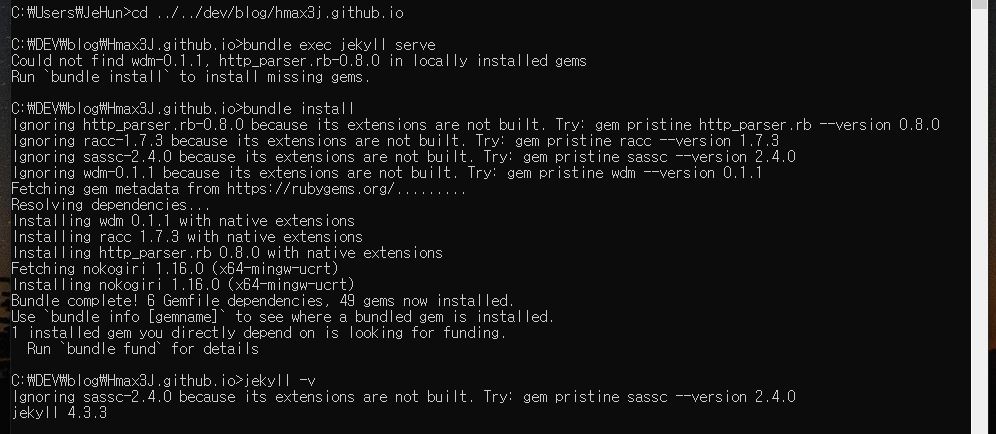 C:₩Users₩JeHun>cd ../../dev/blog/hmax3j.github.io
C:₩DEV₩blog₩Hmax3J.github.io>bundle exec jekyll serve
Could not find wdm-0.1.1, http_parser.rb-0.8.0 in locally installed gems
Run `bundle install` to install missing gems.
C:₩DEV₩blog₩Hmax3J.github.io>bundle install
Ignoring http_parser.rb-0.8.0 because its extensions are not built. Try: gem pristine http_parser.rb --version 0.8.0
Ignoring racc-1.7.3 because its extensions are not built. Try: gem pristine racc --version 1.7.3
Ignoring sassc-2.4.0 because its extensions are not built. Try: gem pristine sassc --version 2.4.0
Ignoring wdm-0.1.1 because its extensions are not built. Try: gem pristine wdm --version 0.1.1
Fetching gem metadata from https://rubygems.org/.........
Resolving dependencies...
Installing wdm 0.1.1 with native extensions
Installing racc 1.7.3 with native extensions
Installing http_parser.rb 0.8.0 with native extensions
Fetching nokogiri 1.16.0 (x64-mingw-ucrt)
Installing nokogiri 1.16.0 (x64-mingw-ucrt)
Bundle complete! 6 Gemfile dependencies, 49 gems now installed.
Use `bundle info [gemname]` to see where a bundled gem is installed.
1 installed gem you directly depend on is looking for funding.
  Run `bundle fund` for details
C:₩DEV₩blog₩Hmax3J.github.io>jekyll -v
Ignoring sassc-2.4.0 because its extensions are not built. Try: gem pristine sassc --version 2.4.0
jekyll 4.3.3